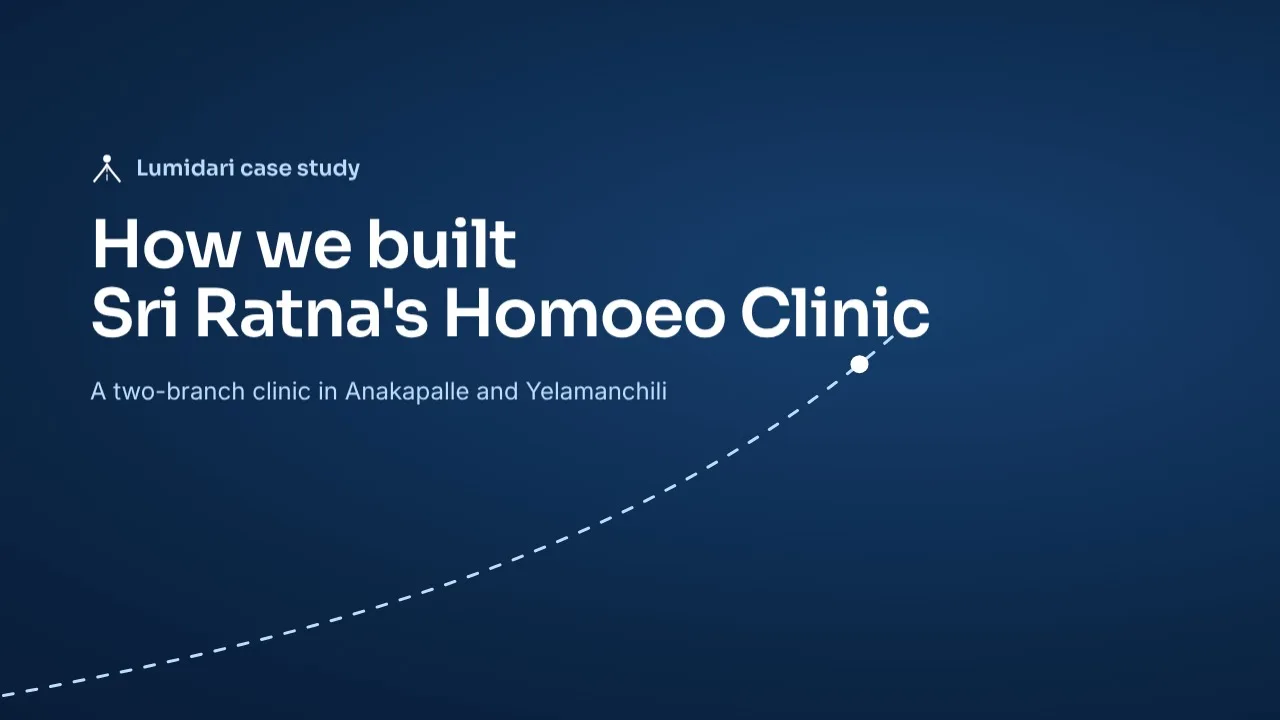 Lumidari case study
How we built
Sri Ratna's Homoeo Clinic
A two-branch clinic in Anakapalle and Yelamanchili